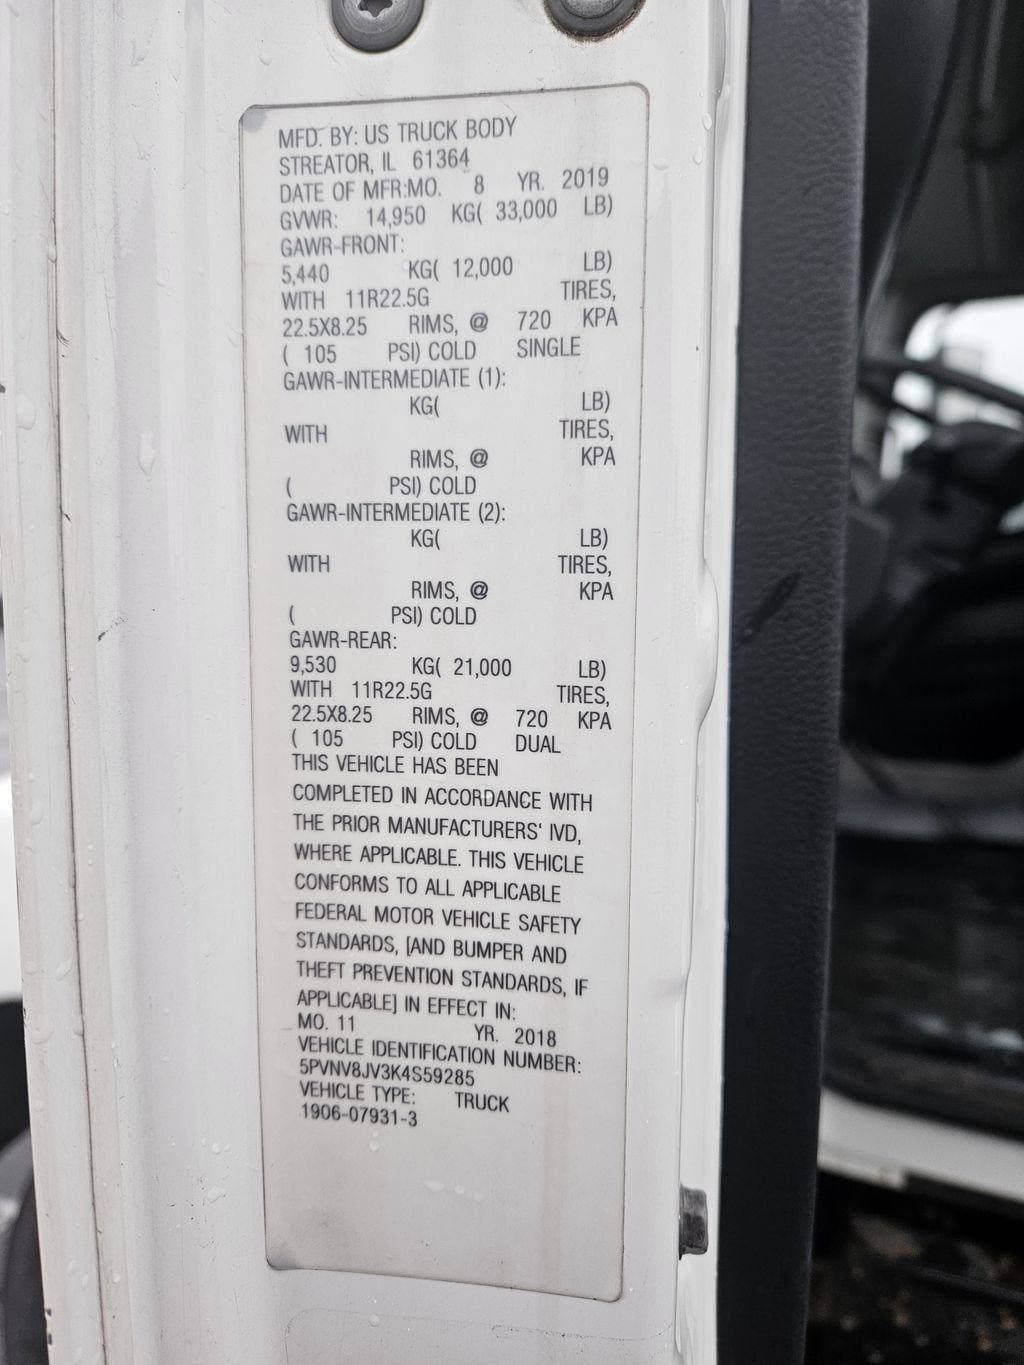 MFD. BY: US TRUCK BODY
STREATOR, IL 61364
DATE OF MFR:MO. 8 YR. 2019
GVWR: 14,950 KG( 33,000 LB)
GAWR-FRONT:
5,440 KG( 12,000 LB)
WITH 11R22.5G TIRES,
22.5X8.25 RIMS, @ 720 KPA
( 105 PSI) COLD SINGLE
GAWR-INTERMEDIATE (1):
KG( LB)
WITH TIRES,
RIMS, @ KPA
( PSI) COLD
GAWR-INTERMEDIATE (2):
KG( LB)
WITH TIRES,
RIMS, @ KPA
( PSI) COLD
GAWR-REAR:
9,530 KG( 21,000 LB)
WITH 11R22.5G TIRES,
22.5X8.25 RIMS, @ 720 KPA
( 105 PSI) COLD DUAL
THIS VEHICLE HAS BEEN
COMPLETED IN ACCORDANCE WITH
THE PRIOR MANUFACTURERS' IVD,
WHERE APPLICABLE. THIS VEHICLE
CONFORMS TO ALL APPLICABLE
FEDERAL MOTOR VEHICLE SAFETY
STANDARDS, [AND BUMPER AND
THEFT PREVENTION STANDARDS, IF
APPLICABLE] IN EFFECT IN:
MO. 11 YR. 2018
VEHICLE IDENTIFICATION NUMBER:
5PVNV8JV3K4S59285
VEHICLE TYPE: TRUCK
1906-07931-3